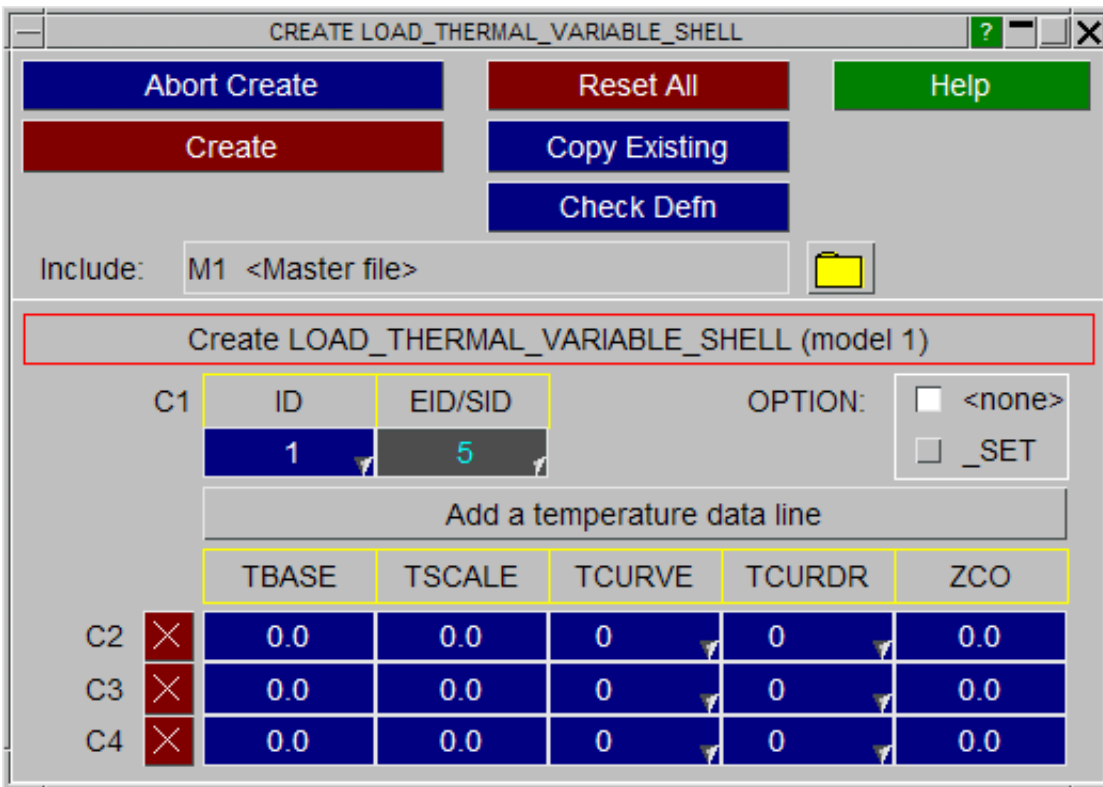 CREATE LOAD_THERMAL_VARIABLE_SHELL ?
Abort Create Reset All Help
Create Copy Existing
Check Defn
Include: M1 <Master file>
Create LOAD_THERMAL_VARIABLE_SHELL (model 1)
C1 ID EID/SID OPTION: <none>
1 5 _SET
Add a temperature data line
TBASE TSCALE TCURVE TCURDR ZCO
C2 0.0 0.0 0 0 0.0
C3 0.0 0.0 0 0 0.0
C4 0.0 0.0 0 0 0.0